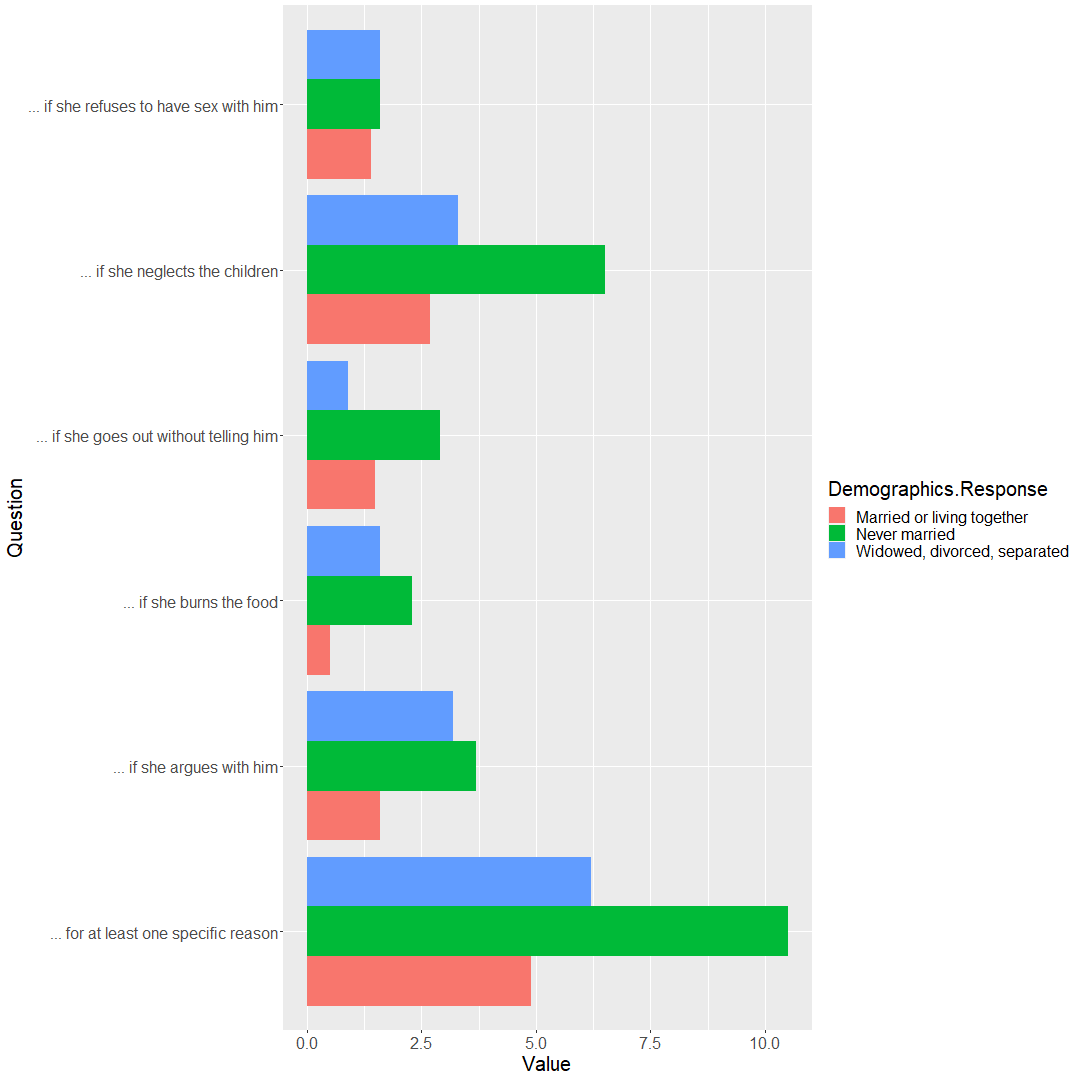 ... if she refuses to have sex with him
... if she neglects the children
... if she goes out without telling him
... if she burns the food
... if she argues with him
... for at least one specific reason
Question
0.0 2.5 5.0 7.5 10.0
Value
Demographics.Response
Married or living together
Never married
Widowed, divorced, separated